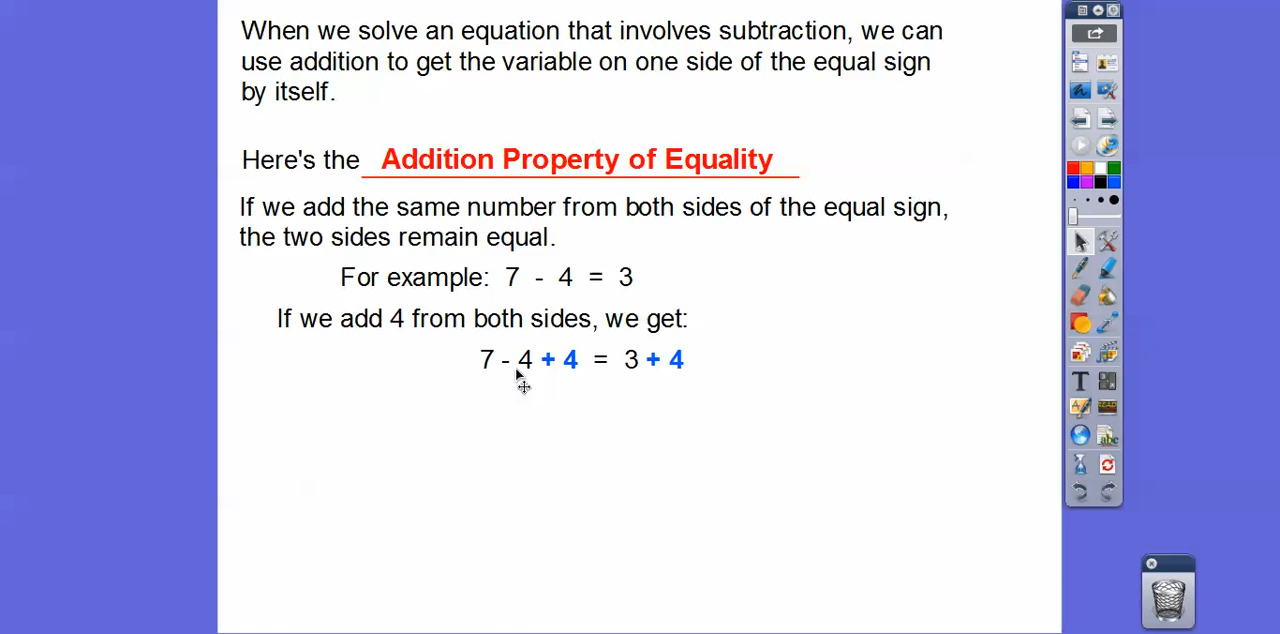 When we solve an equation that involves subtraction, we can
use addition to get the variable on one side of the equal sign
by itself.
Here's the Addition Property of Equality
If we add the same number from both sides of the equal sign,
the two sides remain equal.
For example: 7 - 4 = 3
If we add 4 from both sides, we get:
7 - 4 + 4 = 3 + 4